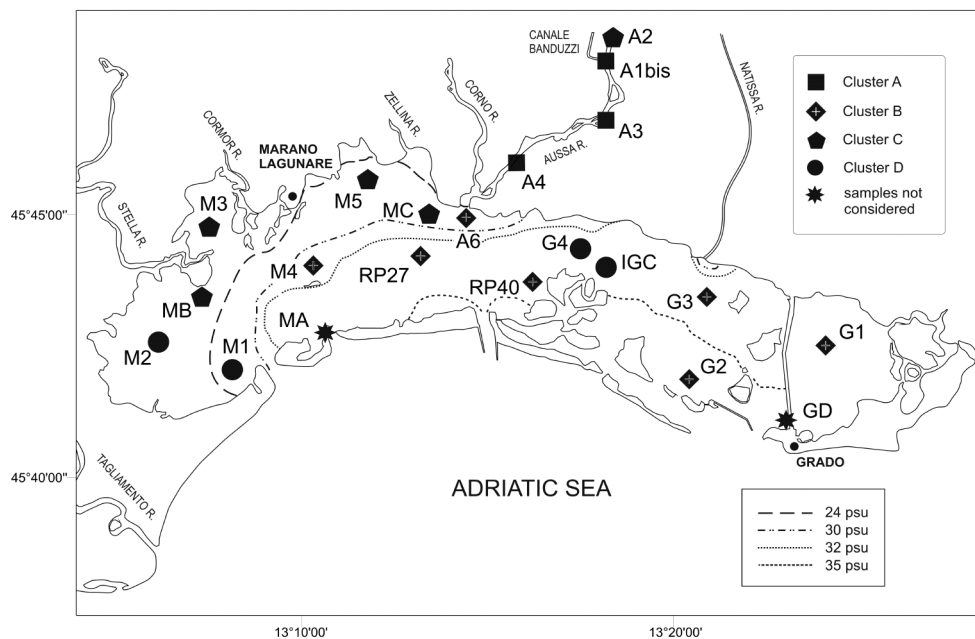 CANALE
BANDUZZI
A2
A1bis
A3
A4
AUSSA R.
NATISSA R.
CORNO R.
ZELLINA R.
CORMOR R.
STELLA R.
TAGLIAMENTO R.
MARANO
LAGUNARE
M5
MC
M3
A6
G4
IGC
M4
RP27
RP40
G3
MB
MA
M2
M1
G1
G2
GD
GRADO
ADRIATIC SEA
Cluster A
Cluster B
Cluster C
Cluster D
samples not
considered
24 psu
30 psu
32 psu
35 psu
45°45'00"
45°40'00"
13°10'00"
13°20'00"